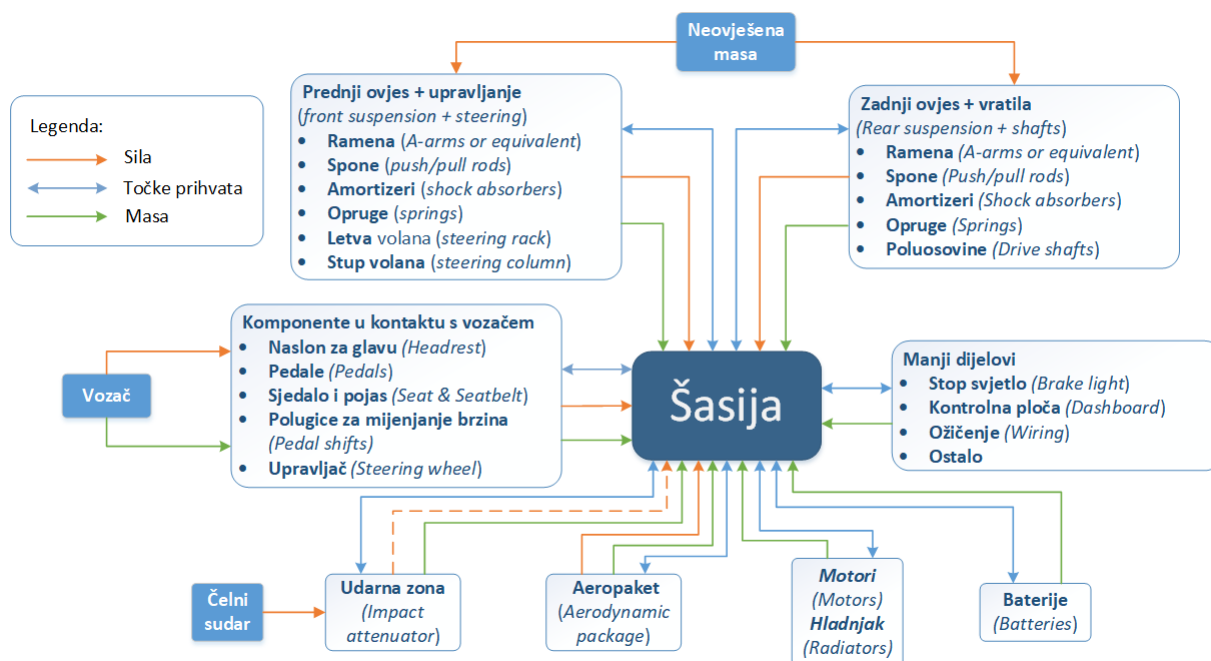 Neovješena
masa
Legenda:
Sila
Točke prihvata
Masa
Prednji ovjes + upravljanje
(front suspension + steering)
• Ramena (A-arms or equivalent)
• Spone (push/pull rods)
• Amortizeri (shock absorbers)
• Opruge (springs)
• Letva volana (steering rack)
• Stup volana (steering column)
Zadnji ovjes + vratila
(Rear suspension + shafts)
• Ramena (A-arms or equivalent)
• Spone (Push/pull rods)
• Amortizeri (Shock absorbers)
• Opruge (Springs)
• Poluosovine (Drive shafts)
Vozač
Komponente u kontaktu s vozačem
• Naslon za glavu (Headrest)
• Pedale (Pedals)
• Sjedalo i pojas (Seat & Seatbelt)
• Polugice za mijenjanje brzina
(Pedal shifts)
• Upravljač (Steering wheel)
Šasija
Manji dijelovi
• Stop svjetlo (Brake light)
• Kontrolna ploča (Dashboard)
• Ožičenje (Wiring)
• Ostalo
Čelni
sudar
Udarna zona
(Impact
attenuator)
Aeropaket
(Aerodynamic
package)
Motori
(Motors)
Hladnjak
(Radiators)
Baterije
(Batteries)